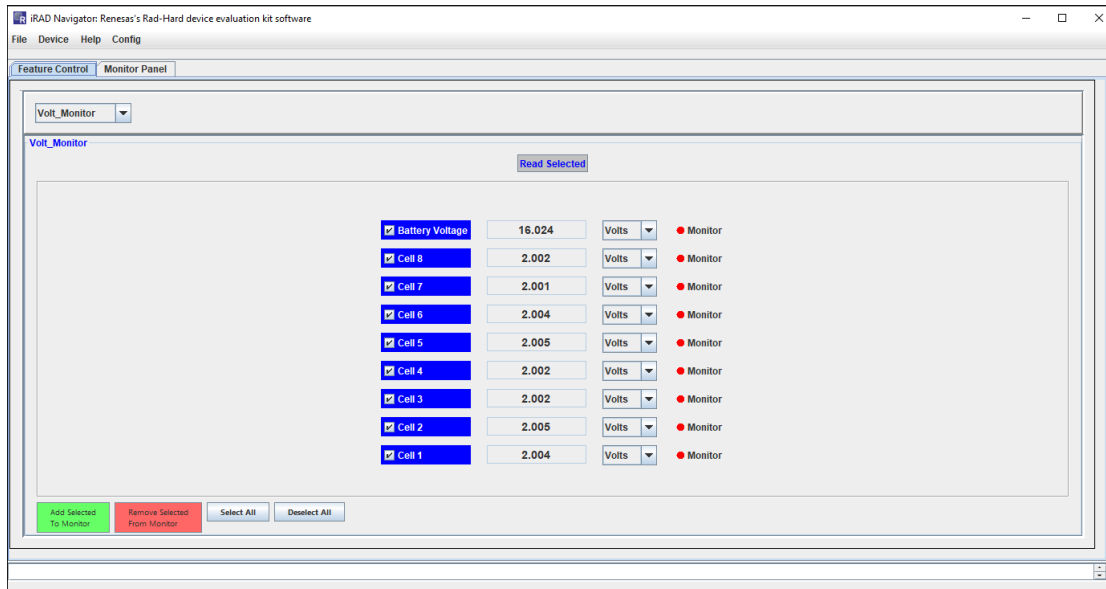 iRAD Navigator: Renesas's Rad-Hard device evaluation kit software
File Device Help Config
Feature Control Monitor Panel
Volt_Monitor
Volt_Monitor
Read Selected
Battery Voltage 16.024 Volts Monitor
Cell 8 2.002 Volts Monitor
Cell 7 2.001 Volts Monitor
Cell 6 2.004 Volts Monitor
Cell 5 2.005 Volts Monitor
Cell 4 2.002 Volts Monitor
Cell 3 2.002 Volts Monitor
Cell 2 2.005 Volts Monitor
Cell 1 2.004 Volts Monitor
Add Selected
To Monitor
Remove Selected
From Monitor
Select All
Deselect All